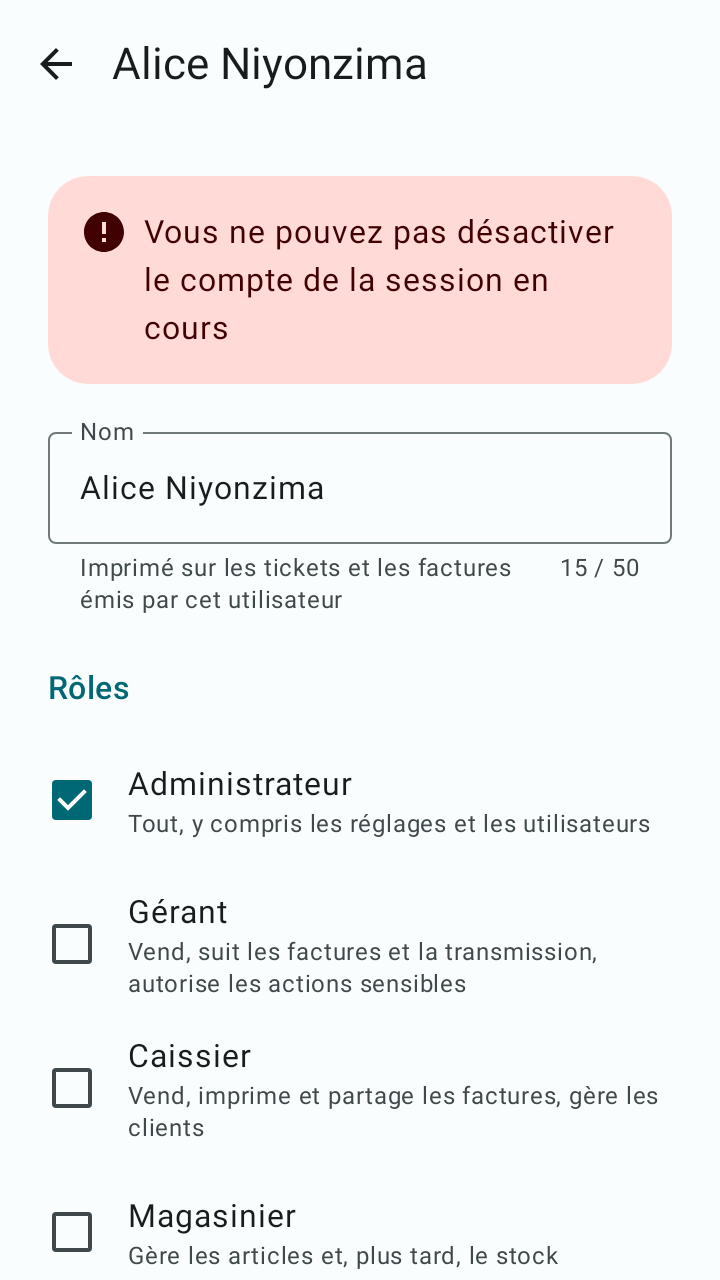 Alice Niyonzima
Vous ne pouvez pas désactiver
le compte de la session en
cours
Nom
Alice Niyonzima
Imprimé sur les tickets et les factures 15 / 50
émis par cet utilisateur
Rôles
Administrateur
Tout, y compris les réglages et les utilisateurs
Gérant
Vend, suit les factures et la transmission,
autorise les actions sensibles
Caissier
Vend, imprime et partage les factures, gère les
clients
Magasinier
Gère les articles et, plus tard, le stock